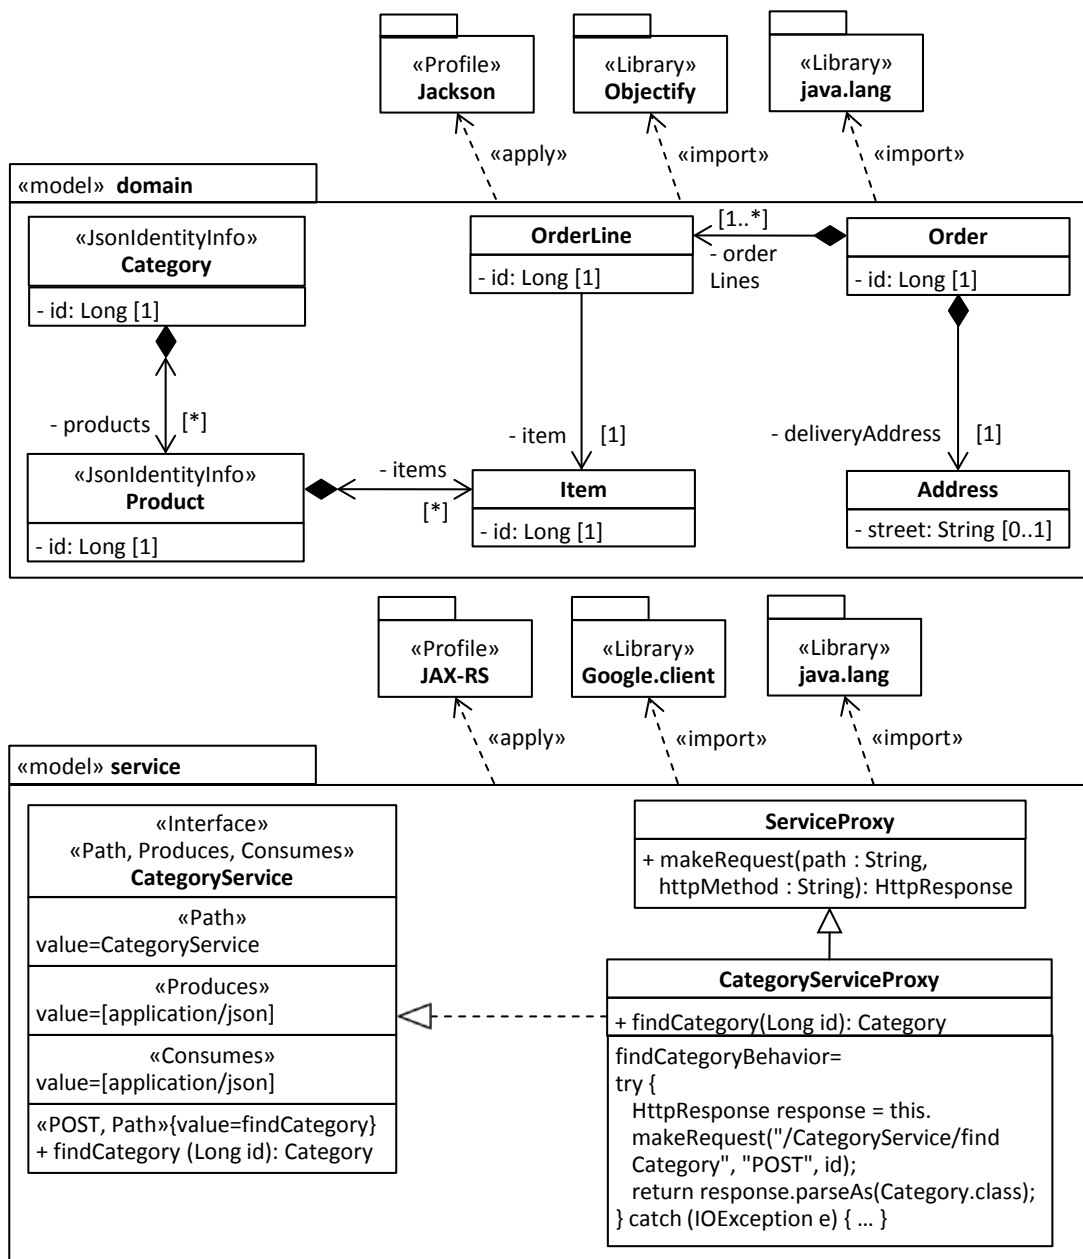 «Profile»
Jackson
«Library»
Objectify
«Library»
java.lang
«apply»
«import»
«import»
«model» domain
«JsonIdentityInfo»
Category
- id: Long [1]
OrderLine
- id: Long [1]
[1..*]
- order
Lines
Order
- id: Long [1]
- products
[*]
- item
[1]
- deliveryAddress
[1]
«JsonIdentityInfo»
Product
- id: Long [1]
- items
[*]
Item
- id: Long [1]
Address
- street: String [0..1]
«Profile»
JAX-RS
«Library»
Google.client
«Library»
java.lang
«apply»
«import»
«import»
«model» service
«Interface»
«Path, Produces, Consumes»
CategoryService
«Path»
value=CategoryService
«Produces»
value=[application/json]
«Consumes»
value=[application/json]
«POST, Path»{value=findCategory}
+ findCategory (Long id): Category
ServiceProxy
+ makeRequest(path : String,
httpMethod : String): HttpResponse
CategoryServiceProxy
+ findCategory(Long id): Category
findCategoryBehavior=
try {
HttpResponse response = this.
makeRequest("/CategoryService/find
Category", "POST", id);
return response.parseAs(Category.class);
} catch (IOException e) { ... }